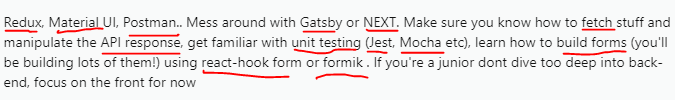 Redux, Material UI, Postman.. Mess around with Gatsby or NEXT. Make sure you know how to fetch stuff and
manipulate the API response, get familiar with unit testing (Jest, Mocha etc), learn how to build forms (you'll
be building lots of them!) using react-hook form or formik . If you're a junior dont dive too deep into back-
end, focus on the front for now